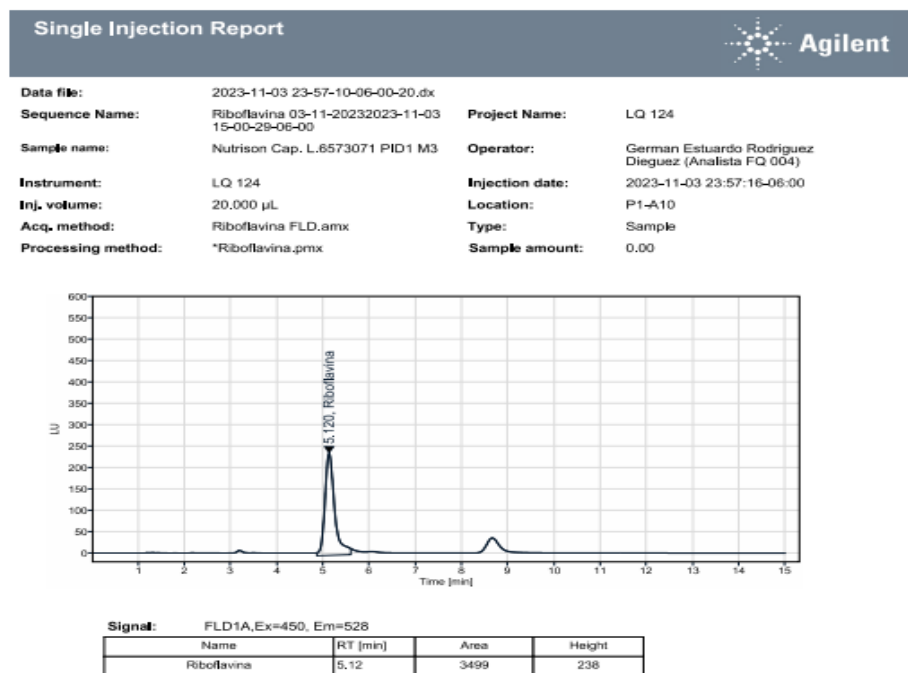 Single Injection Report
Agilent
Data file: 2023-11-03 23-57-10-06-00-20.dx
Sequence Name: Riboflavina 03-11-20232023-11-03 15-00-29-06-00 Project Name: LQ 124
Sample name: Nutrison Cap. L.6573071 PID1 M3 Operator: German Estuardo Rodriguez Dieguez (Analista FQ 004)
Instrument: LQ 124 Injection date: 2023-11-03 23:57:16-06:00
Inj. volume: 20.000 µL Location: P1-A10
Acq. method: Riboflavina FLD.amx Type: Sample
Processing method: *Riboflavina.pmx Sample amount: 0.00
600
550
500
450
400
350
300
250
200
150
100
50
0
LU
5.120, Riboflavina
1 2 3 4 5 6 7 8 9 10 11 12 13 14 15
Time [min]
Signal: FLD1A,Ex=450, Em=528
Name RT [min] Area Height
Riboflavina 5.12 3499 238